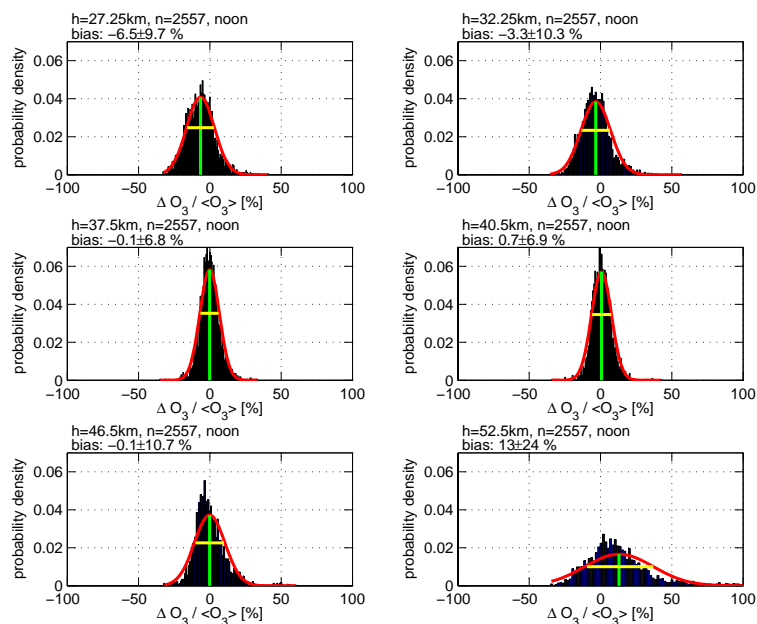 h=27.25km, n=2557, noon
bias: −6.5±9.7 %
probability density
0.06
0.04
0.02
0
−100
−50
0
50
100
Δ O3 / <O3> [%]
h=32.25km, n=2557, noon
bias: −3.3±10.3 %
probability density
0.06
0.04
0.02
0
−100
−50
0
50
100
Δ O3 / <O3> [%]
h=37.5km, n=2557, noon
bias: −0.1±6.8 %
probability density
0.06
0.04
0.02
0
−100
−50
0
50
100
Δ O3 / <O3> [%]
h=40.5km, n=2557, noon
bias: 0.7±6.9 %
probability density
0.06
0.04
0.02
0
−100
−50
0
50
100
Δ O3 / <O3> [%]
h=46.5km, n=2557, noon
bias: −0.1±10.7 %
probability density
0.06
0.04
0.02
0
−100
−50
0
50
100
Δ O3 / <O3> [%]
h=52.5km, n=2557, noon
bias: 13±24 %
probability density
0.06
0.04
0.02
0
−100
−50
0
50
100
Δ O3 / <O3> [%]